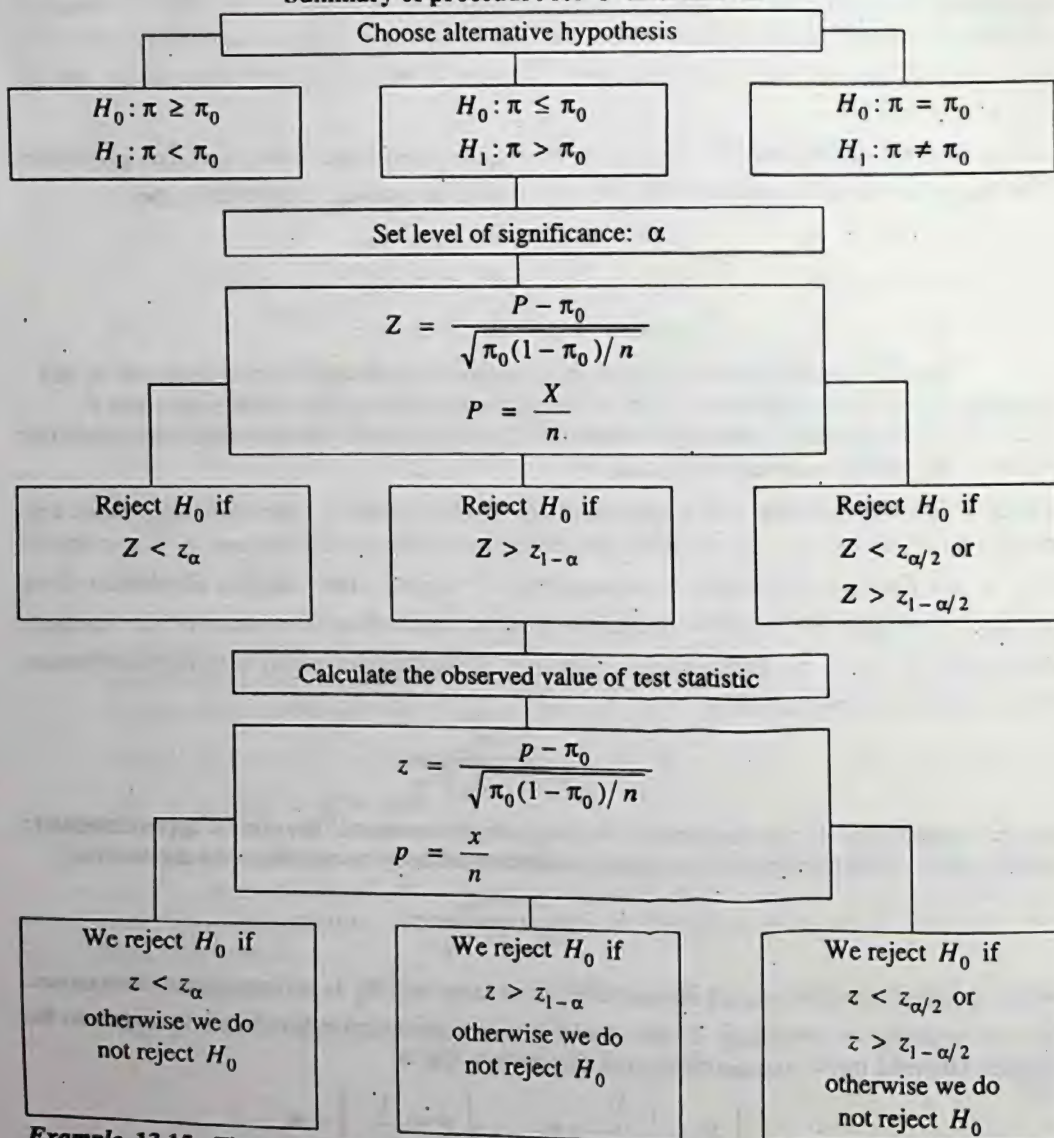 Choose alternative hypothesis
H₀ : π ≥ π₀
H₁ : π < π₀
H₀ : π ≤ π₀
H₁ : π > π₀
H₀ : π = π₀
H₁ : π ≠ π₀
Set level of significance: α
Z = (P − π₀) / √(π₀(1 − π₀)/n)
P = X/n
Reject H₀ if
Z < z_α
Reject H₀ if
Z > z_{1−α}
Reject H₀ if
Z < z_{α/2} or
Z > z_{1−α/2}
Calculate the observed value of test statistic
z = (p − π₀) / √(π₀(1 − π₀)/n)
p = x/n
We reject H₀ if
z < z_α
otherwise we do
not reject H₀
We reject H₀ if
z > z_{1−α}
otherwise we do
not reject H₀
We reject H₀ if
z < z_{α/2} or
z > z_{1−α/2}
otherwise we do
not reject H₀